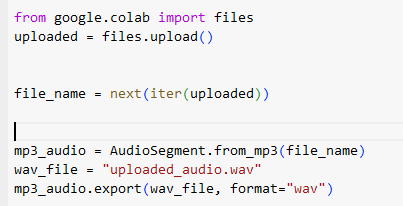 from google.colab import files
uploaded = files.upload()
file_name = next(iter(uploaded))
mp3_audio = AudioSegment.from_mp3(file_name)
wav_file = "uploaded_audio.wav"
mp3_audio.export(wav_file, format="wav")